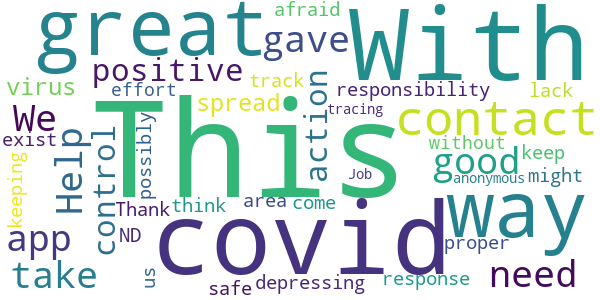 afraid
great
With
gave
positive
virus
effort
track
responsibility
lack
spread
action
This
tracing
We
contact
exist
Help
control
possibly
without
good
keep
Job
anonymous
might
keeping
Thank
think
area
come
way
app
ND
covid
proper
take
us
safe
depressing
response
need